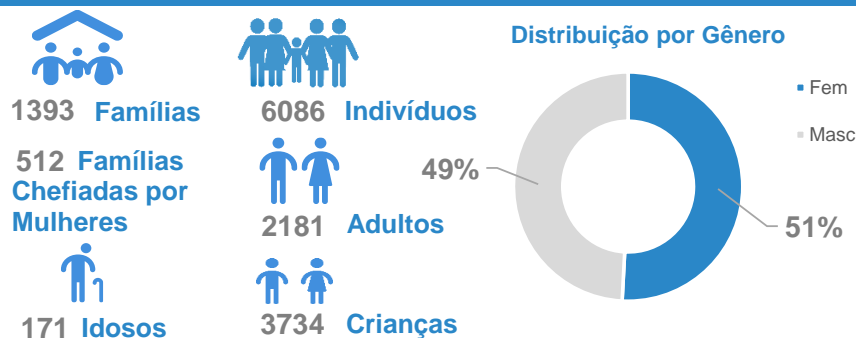 1393 Famílias
512 Famílias
Chefiadas por
Mulheres
171 Idosos
6086 Indivíduos
2181 Adultos
3734 Crianças
Distribuição por Gênero
Fem
Masc
49%
51%